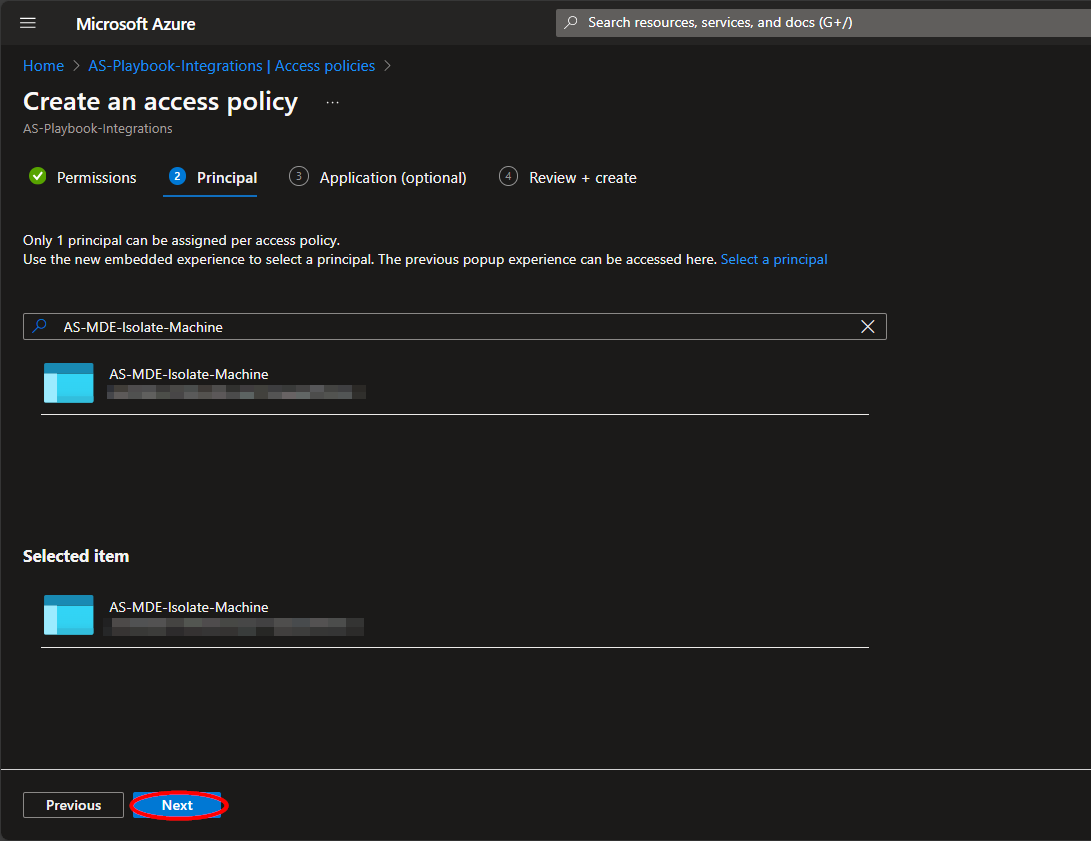 Microsoft Azure
Search resources, services, and docs (G+/)
Home > AS-Playbook-Integrations | Access policies >
Create an access policy ...
AS-Playbook-Integrations
Permissions 2 Principal 3 Application (optional) 4 Review + create
Only 1 principal can be assigned per access policy.
Use the new embedded experience to select a principal. The previous popup experience can be accessed here. Select a principal
AS-MDE-Isolate-Machine
AS-MDE-Isolate-Machine
Selected item
AS-MDE-Isolate-Machine
Previous Next